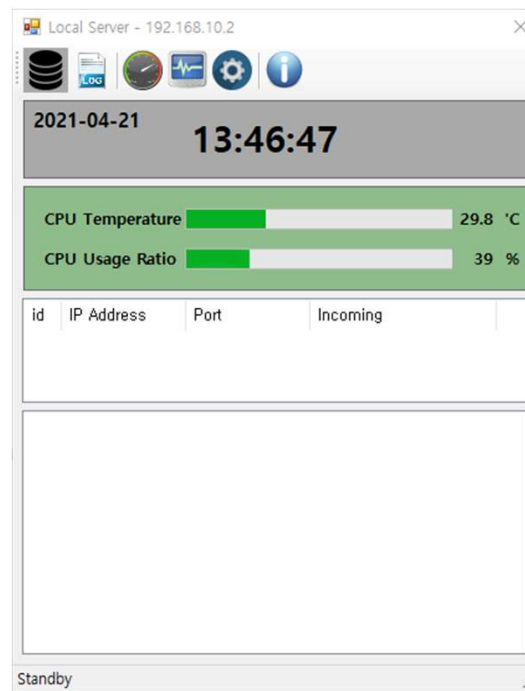 Local Server - 192.168.10.2
LOG
2021-04-21
13:46:47
CPU Temperature 29.8 'C
CPU Usage Ratio 39 %
id IP Address Port Incoming
Standby